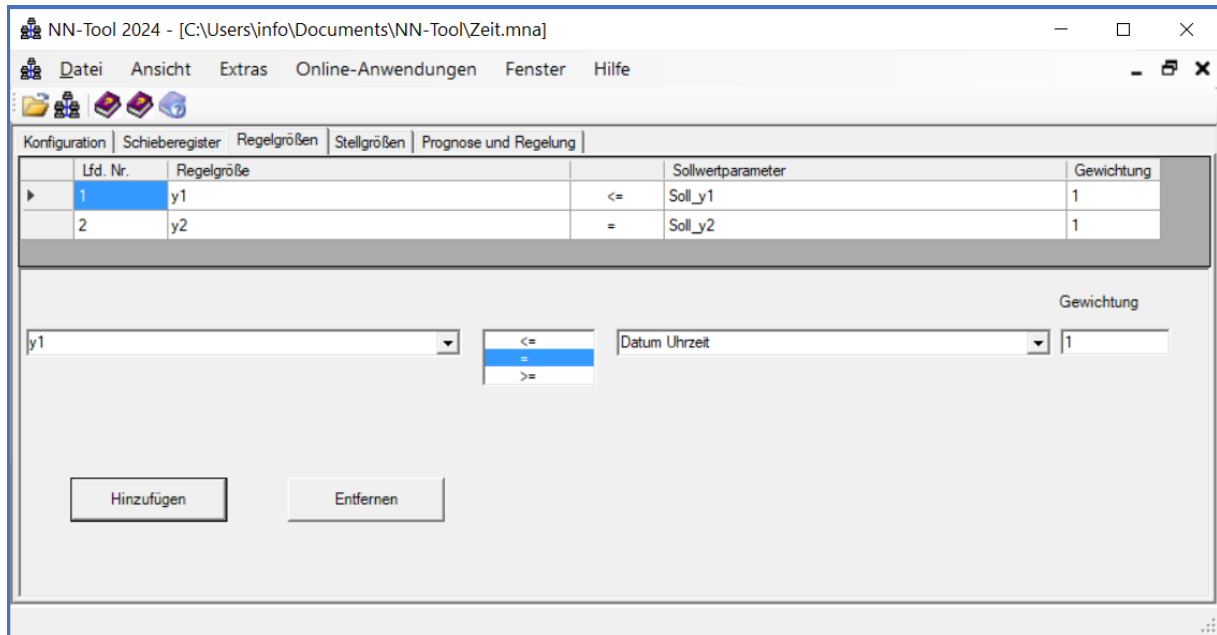 NN-Tool 2024 - [C:\Users\info\Documents\NN-Tool\Zeit.mna]
Datei Ansicht Extras Online-Anwendungen Fenster Hilfe
Konfiguration Schieberegister Regelgrößen Stellgrößen Prognose und Regelung
Lfd. Nr. Regelgröße Sollwertparameter Gewichtung
1 y1 <= Soll_y1 1
2 y2 = Soll_y2 1
Gewichtung
y1 <= Datum Uhrzeit 1
=
>=
Hinzufügen Entfernen